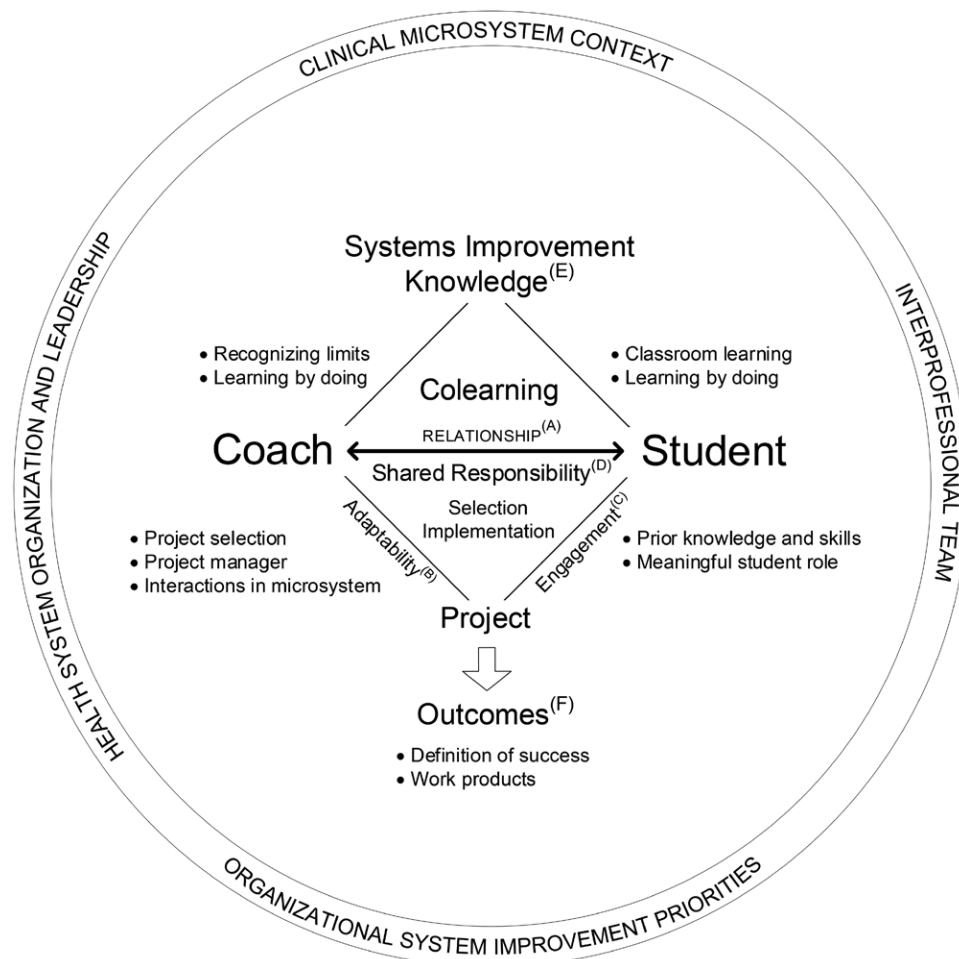 CLINICAL MICROSYSTEM CONTEXT
HEALTH SYSTEM ORGANIZATION AND LEADERSHIP
INTERPROFESSIONAL TEAM
Systems Improvement
Knowledge(E)
• Recognizing limits
• Learning by doing
• Classroom learning
• Learning by doing
Colearning
RELATIONSHIP(A)
Coach
Student
Shared Responsibility(D)
Selection
Implementation
Adaptability(B)
Engagement(C)
• Project selection
• Project manager
• Interactions in microsystem
• Prior knowledge and skills
• Meaningful student role
Project
Outcomes(F)
• Definition of success
• Work products
ORGANIZATIONAL SYSTEM IMPROVEMENT PRIORITIES